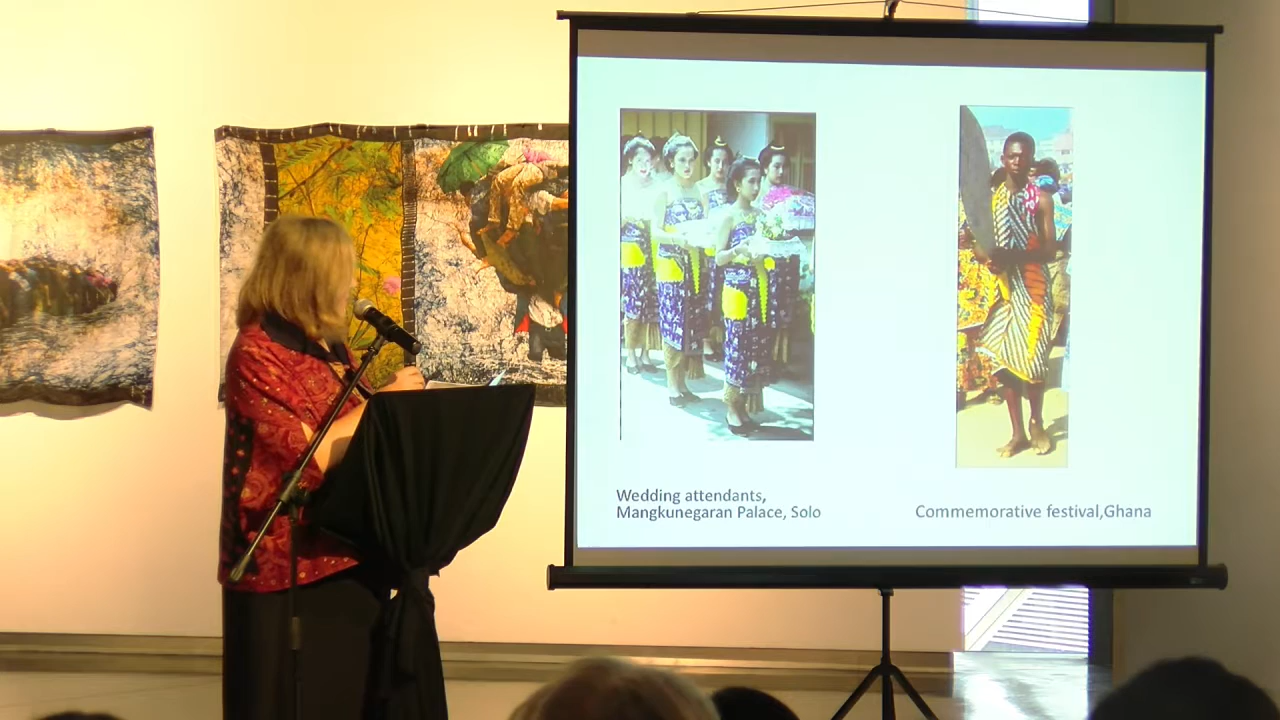 Wedding attendants,
Mangkunegaran Palace, Solo
Commemorative festival,Ghana